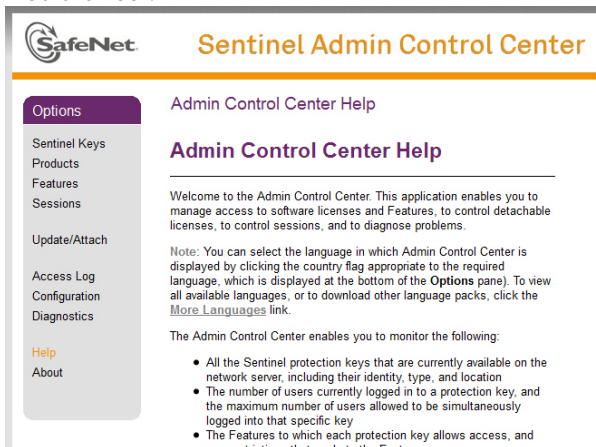 SafeNet.
Sentinel Admin Control Center
Options
Sentinel Keys
Products
Features
Sessions
Update/Attach
Access Log
Configuration
Diagnostics
Help
About
Admin Control Center Help
Admin Control Center Help
Welcome to the Admin Control Center. This application enables you to
manage access to software licenses and Features, to control detachable
licenses, to control sessions, and to diagnose problems.
Note: You can select the language in which Admin Control Center is
displayed by clicking the country flag appropriate to the required
language, which is displayed at the bottom of the Options pane). To view
all available languages, or to download other language packs, click the
More Languages link.
The Admin Control Center enables you to monitor the following:
● All the Sentinel protection keys that are currently available on the
network server, including their identity, type, and location
● The number of users currently logged in to a protection key, and
the maximum number of users allowed to be simultaneously
logged into that specific key
● The Features to which each protection key allows access, and